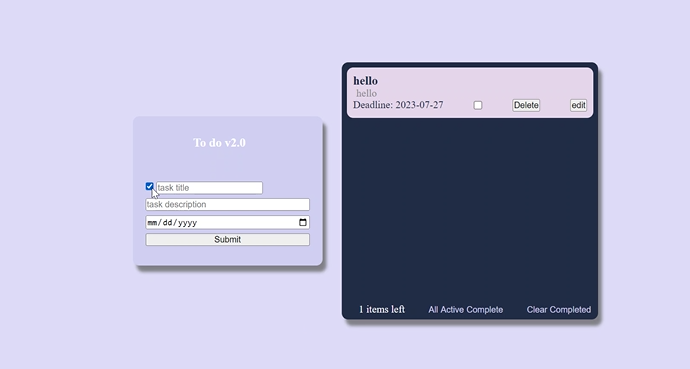 To do v2.0
task title
task description
mm/dd/yyyy
Submit
hello
hello
Deadline: 2023-07-27 Delete edit
1 items left All Active Complete Clear Completed